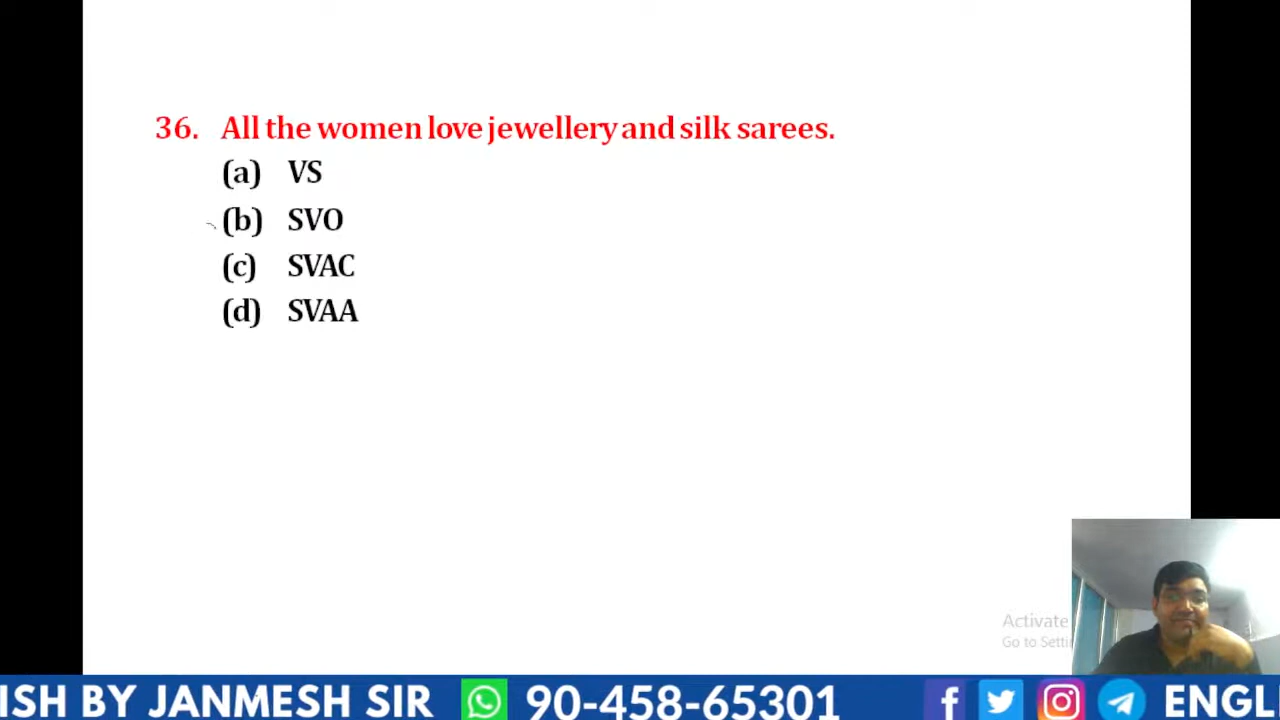 36. All the women love jewellery and silk sarees.
(a) VS
(b) SVO
(c) SVAC
(d) SVAA
Activate
Go to Setti
ISH BY JANMESH SIR 90-458-65301 ENGL